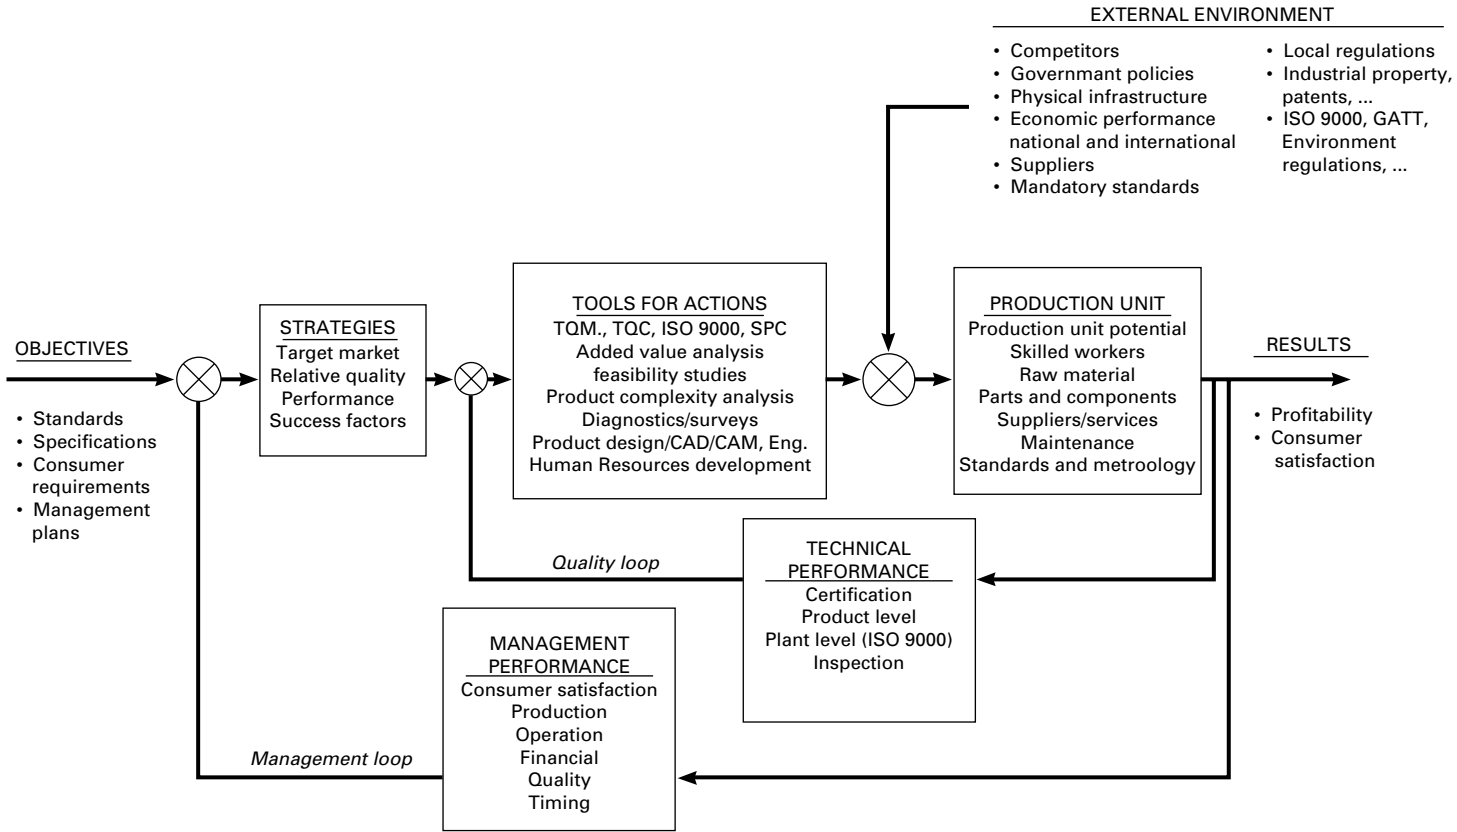 EXTERNAL ENVIRONMENT
• Competitors
• Governmant policies
• Physical infrastructure
• Economic performance
national and international
• Suppliers
• Mandatory standards
• Local regulations
• Industrial property,
patents, ...
• ISO 9000, GATT,
Environment
regulations, ...
OBJECTIVES
• Standards
• Specifications
• Consumer
requirements
• Management
plans
STRATEGIES
Target market
Relative quality
Performance
Success factors
TOOLS FOR ACTIONS
TQM., TQC, ISO 9000, SPC
Added value analysis
feasibility studies
Product complexity analysis
Diagnostics/surveys
Product design/CAD/CAM, Eng.
Human Resources development
PRODUCTION UNIT
Production unit potential
Skilled workers
Raw material
Parts and components
Suppliers/services
Maintenance
Standards and metroology
RESULTS
• Profitability
• Consumer
satisfaction
Quality loop
TECHNICAL
PERFORMANCE
Certification
Product level
Plant level (ISO 9000)
Inspection
Management loop
MANAGEMENT
PERFORMANCE
Consumer satisfaction
Production
Operation
Financial
Quality
Timing